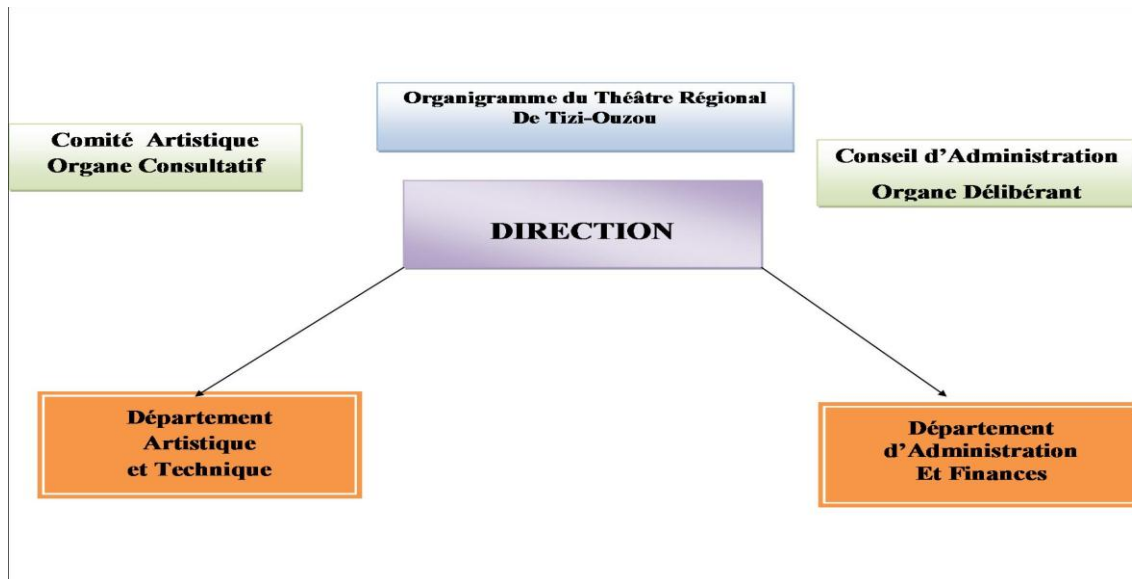 Organigramme du Théâtre Régional
De Tizi-Ouzou
Comité Artistique
Organe Consultatif
Conseil d'Administration
Organe Délibérant
DIRECTION
Département
Artistique
et Technique
Département
d'Administration
Et Finances